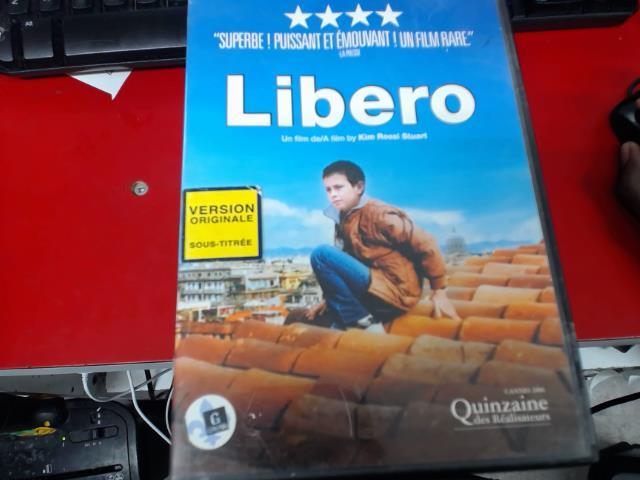 "SUPERBE ! PUISSANT ET ÉMOUVANT ! UN FILM RARE."
LA PRESSE
Libero
Un film de/A film by Kim Rossi Stuart
VERSION
ORIGINALE
SOUS-TITRÉE
G
CANNES 2006
Quinzaine
des Réalisateurs